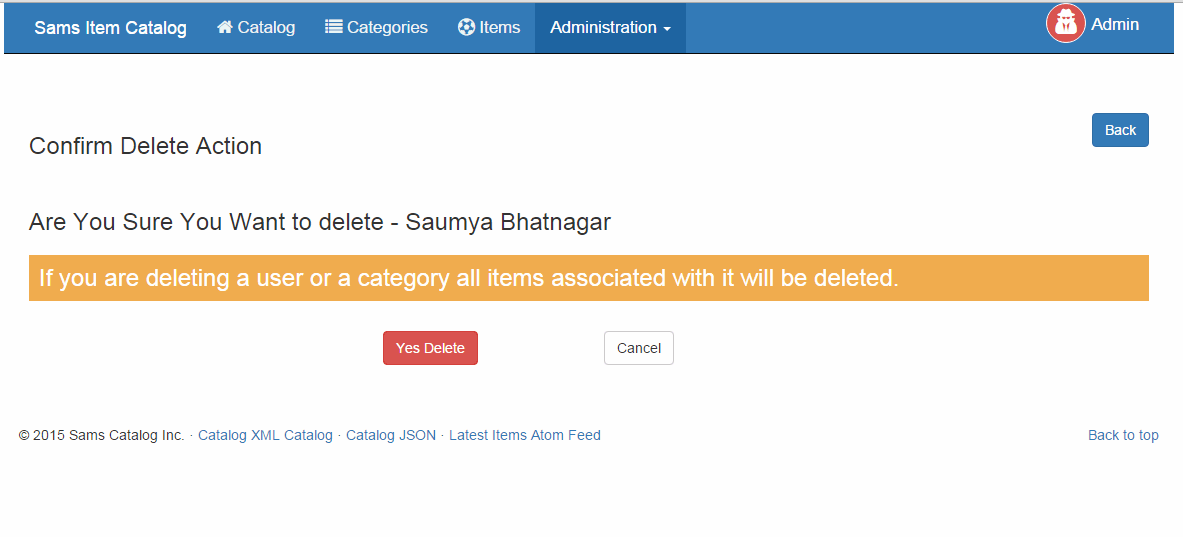 Sams Item Catalog Catalog Categories Items Administration Admin
Back
Confirm Delete Action
Are You Sure You Want to delete - Saumya Bhatnagar
If you are deleting a user or a category all items associated with it will be deleted.
Yes Delete Cancel
© 2015 Sams Catalog Inc. · Catalog XML Catalog · Catalog JSON · Latest Items Atom Feed Back to top